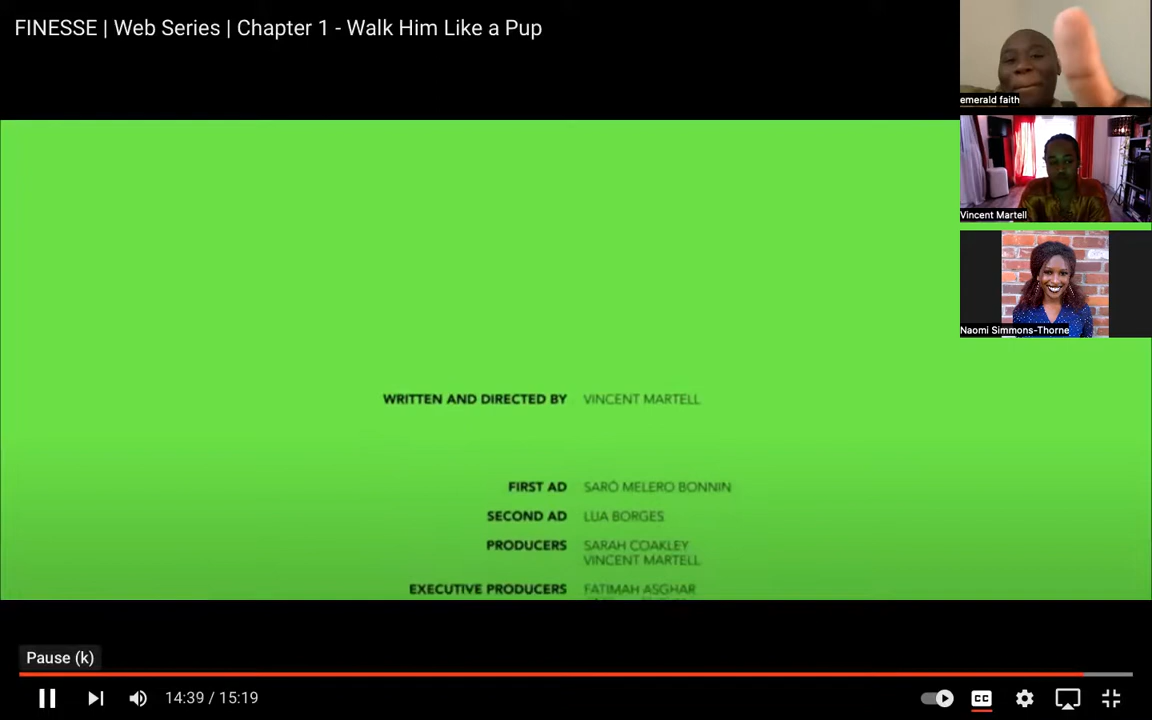 FINESSE | Web Series | Chapter 1 - Walk Him Like a Pup
emerald faith
Vincent Martell
Naomi Simmons-Thorne
WRITTEN AND DIRECTED BY VINCENT MARTELL
FIRST AD SARÓ MELERO BONNIN
SECOND AD LUA BORGES
PRODUCERS SARAH COAKLEY
VINCENT MARTELL
EXECUTIVE PRODUCERS FATIMAH ASGHAR
Pause (k)
14:39 / 15:19
CC